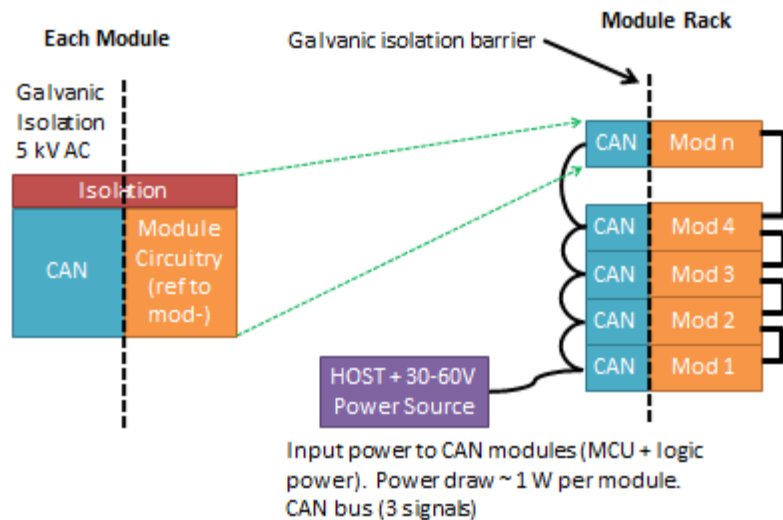 Each Module
Galvanic
Isolation
5 kV AC
Isolation
CAN
Module
Circuitry
(ref to
mod-)
Module Rack
Galvanic isolation barrier
CAN
Mod n
CAN
Mod 4
CAN
Mod 3
CAN
Mod 2
CAN
Mod 1
HOST + 30-60V
Power Source
Input power to CAN modules (MCU + logic
power). Power draw ~ 1 W per module.
CAN bus (3 signals)